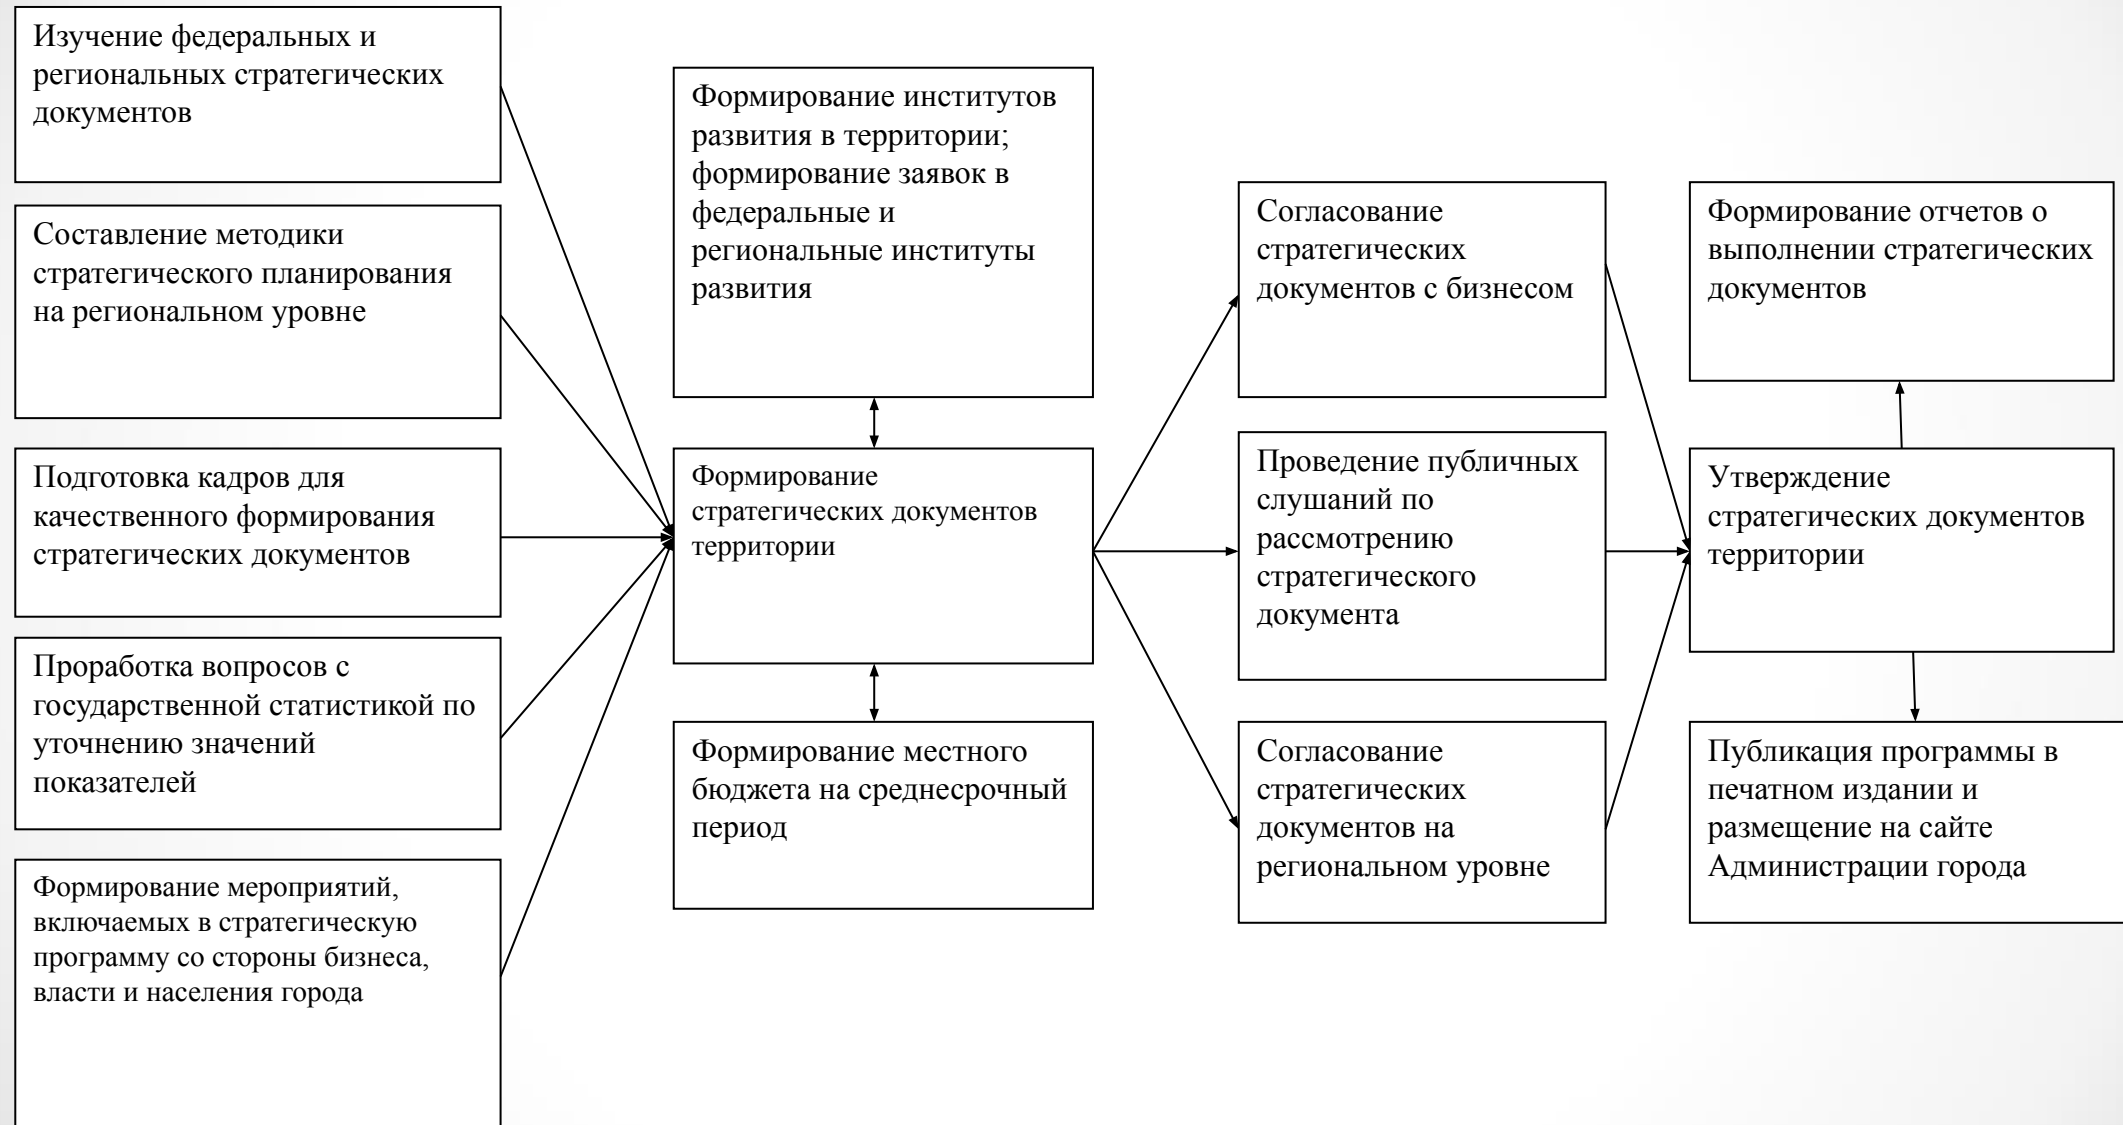 Изучение федеральных и
региональных стратегических
документов
Составление методики
стратегического планирования
на региональном уровне
Подготовка кадров для
качественного формирования
стратегических документов
Проработка вопросов с
государственной статистикой по
уточнению значений
показателей
Формирование мероприятий,
включаемых в стратегическую
программу со стороны бизнеса,
власти и населения города
Формирование институтов
развития в территории;
формирование заявок в
федеральные и
региональные институты
развития
Формирование
стратегических документов
территории
Формирование местного
бюджета на среднесрочный
период
Согласование
стратегических
документов с бизнесом
Проведение публичных
слушаний по
рассмотрению
стратегического
документа
Согласование
стратегических
документов на
региональном уровне
Формирование отчетов о
выполнении стратегических
документов
Утверждение
стратегических документов
территории
Публикация программы в
печатном издании и
размещение на сайте
Администрации города